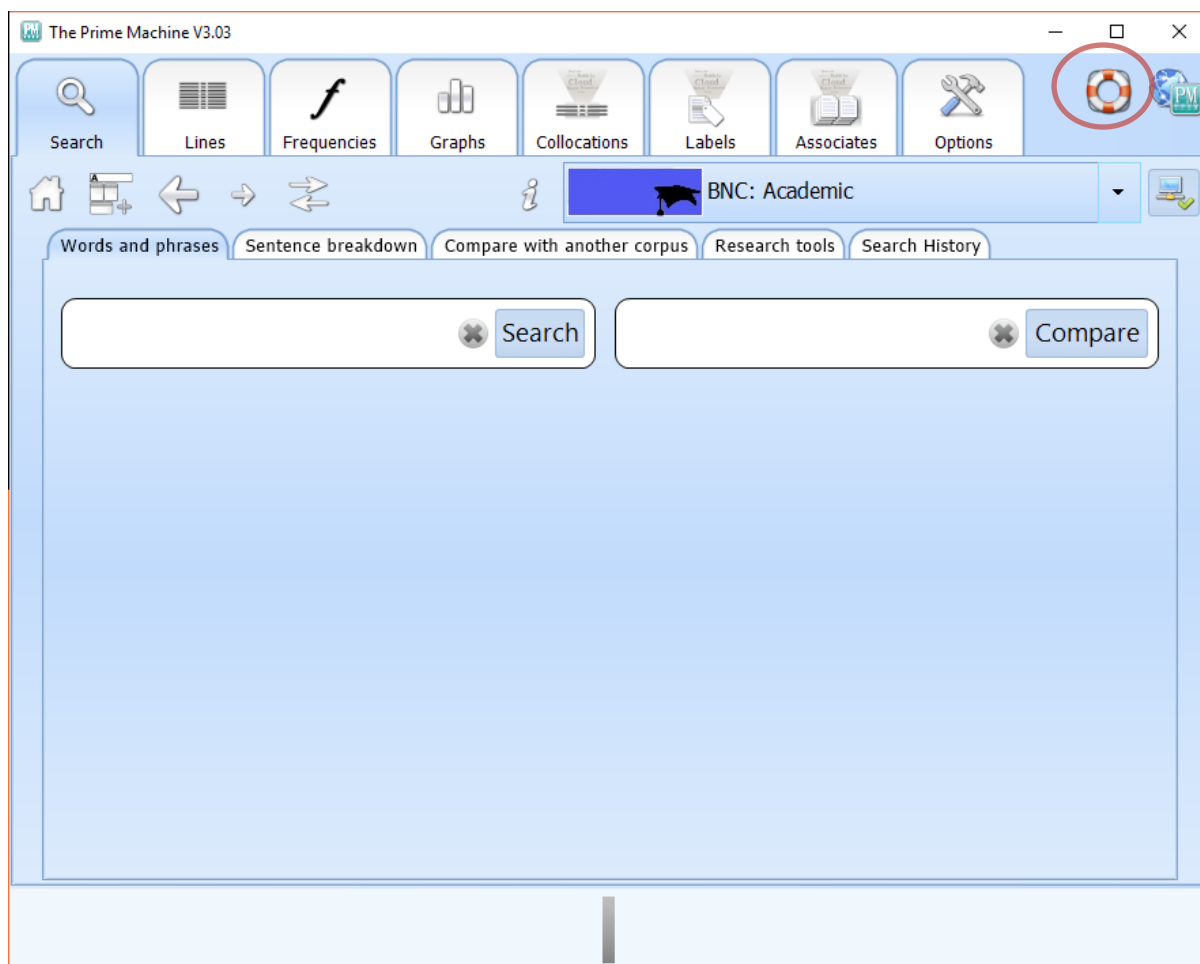 The Prime Machine V3.03
Search Lines Frequencies Graphs Collocations Labels Associates Options
PM
BNC: Academic
Words and phrases Sentence breakdown Compare with another corpus Research tools Search History
Search Compare